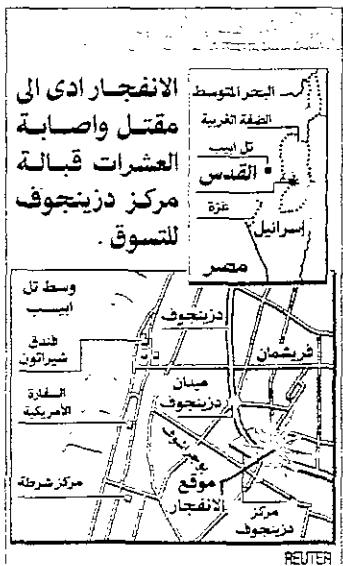 الانفجار ادى الى
مقتل واصابة
العشرات قبالة
مركز دزينجوف
للتسوق .
البحر المتوسط
الضفة الغربية
تل ابيب
القدس
غزة
إسرائيل
مصر
وسط تل
ابيب
دزينجوف
فندق
شيراتون
فريشمان
ميدان
دزينجوف
السفارة
الأمريكية
موقع
الانفجار
مركز شرطة
مركز
دزينجوف
REUTER